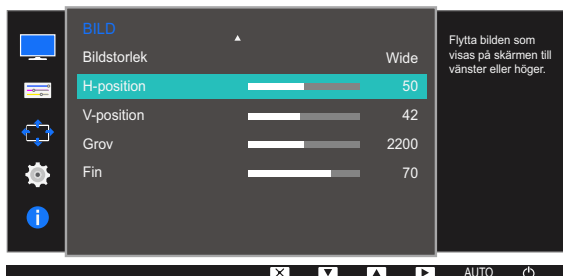 BILD
Bildstorlek Wide
H-position 50
V-position 42
Grov 2200
Fin 70
Flytta bilden som
visas på skärmen till
vänster eller höger.
AUTO